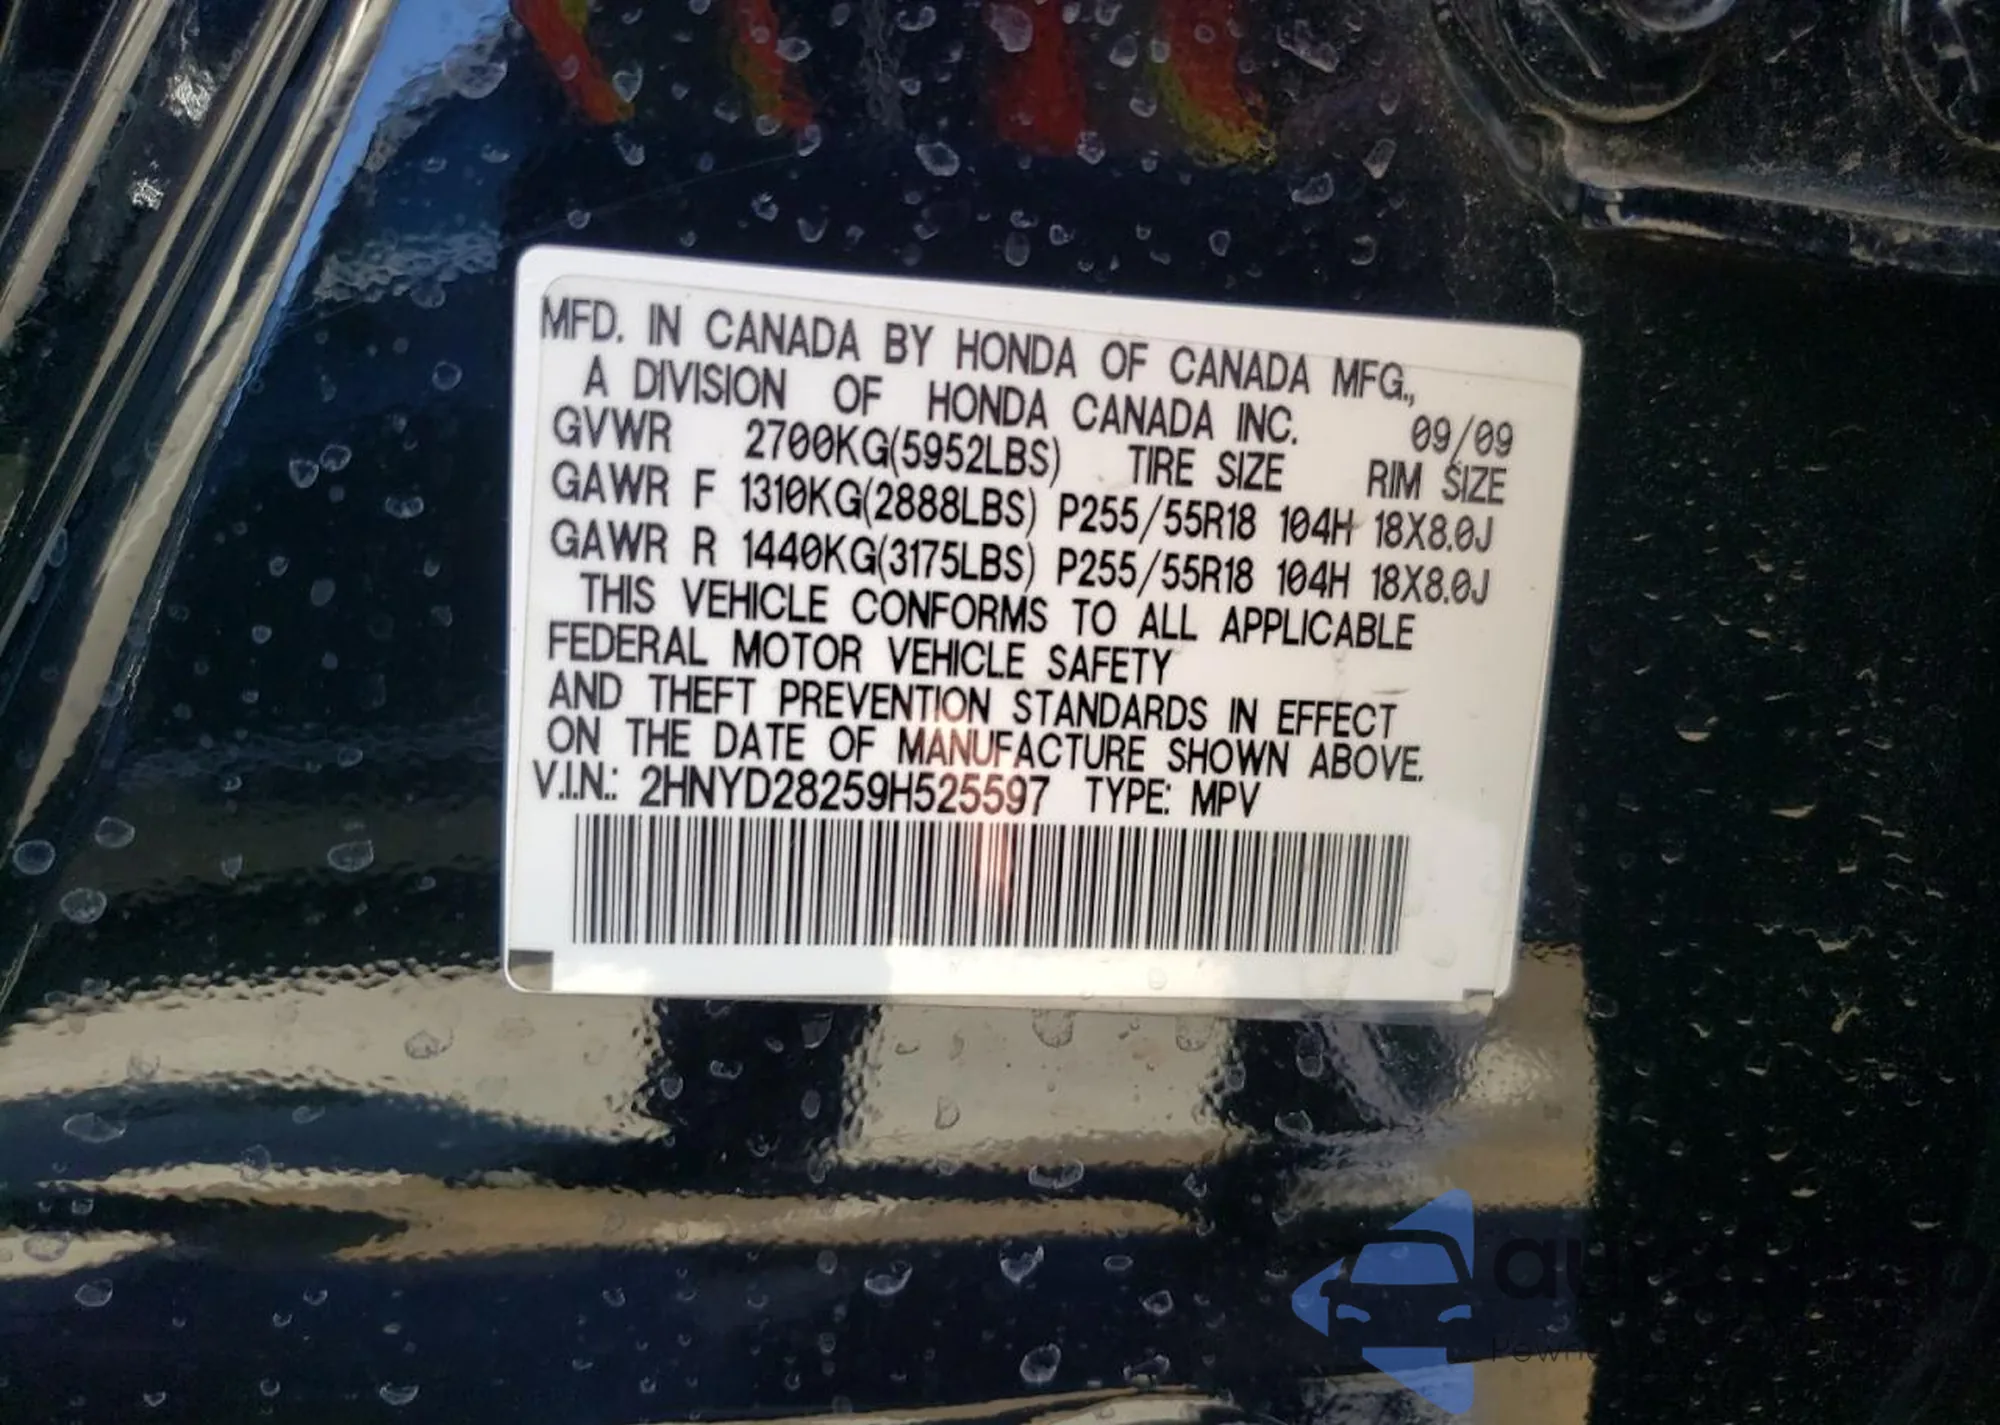 MFD. IN CANADA BY HONDA OF CANADA MFG.,
A DIVISION OF HONDA CANADA INC. 09/09
GVWR 2700KG(5952LBS) TIRE SIZE RIM SIZE
GAWR F 1310KG(2888LBS) P255/55R18 104H 18X8.0J
GAWR R 1440KG(3175LBS) P255/55R18 104H 18X8.0J
THIS VEHICLE CONFORMS TO ALL APPLICABLE
FEDERAL MOTOR VEHICLE SAFETY
AND THEFT PREVENTION STANDARDS IN EFFECT
ON THE DATE OF MANUFACTURE SHOWN ABOVE.
V.I.N.: 2HNYD28259H525597 TYPE: MPV